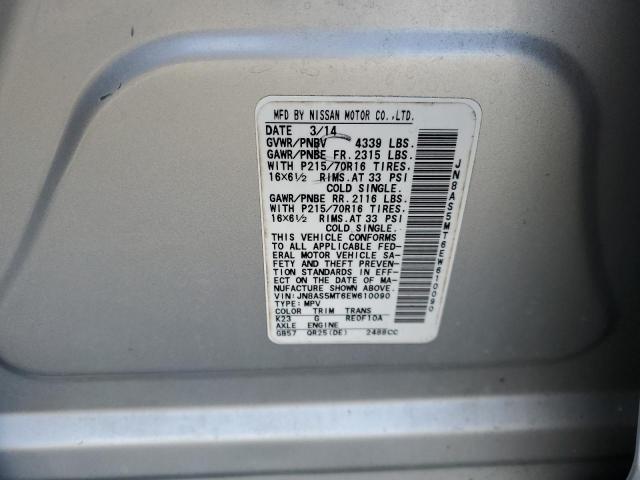 MFD BY NISSAN MOTOR CO.,LTD.
DATE 3/14
GVWR/PNBV 4339 LBS.
GAWR/PNBE FR. 2315 LBS.
WITH P215/70R16 TIRES.
16×6½ RIMS.AT 33 PSI
COLD SINGLE.
GAWR/PNBE RR. 2116 LBS.
WITH P215/70R16 TIRES.
16×6½ RIMS.AT 33 PSI
COLD SINGLE.
THIS VEHICLE CONFORMS
TO ALL APPLICABLE FED-
ERAL MOTOR VEHICLE SA-
FETY AND THEFT PREVEN-
TION STANDARDS IN EFF-
ECT ON THE DATE OF MA-
NUFACTURE SHOWN ABOVE.
VIN: JN8AS5MT6EW610090
TYPE: MPV
COLOR TRIM TRANS
K23 G RE0F10A
AXLE ENGINE
GB57 QR25(DE) 2488CC
JN8AS5MT6EW610090